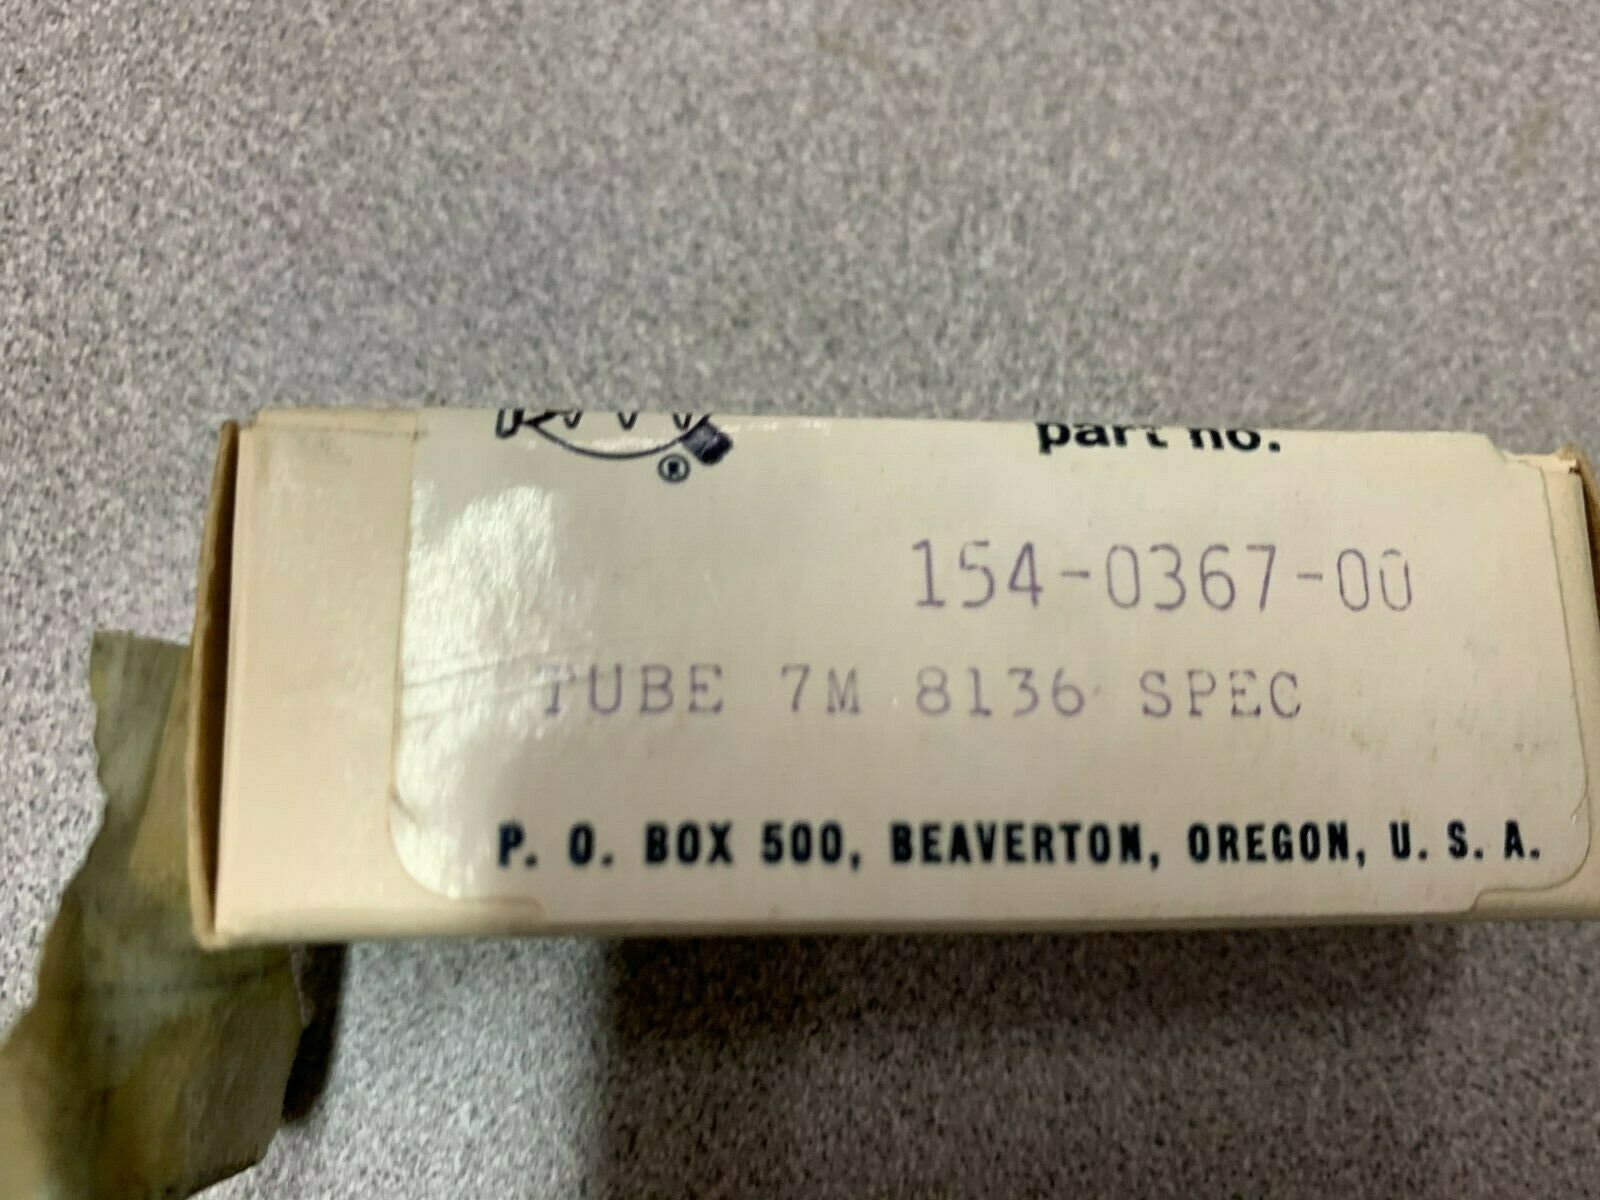 ®
part no.
154-0367-00
TUBE 7M 8136 SPEC
P. O. BOX 500, BEAVERTON, OREGON, U. S. A.